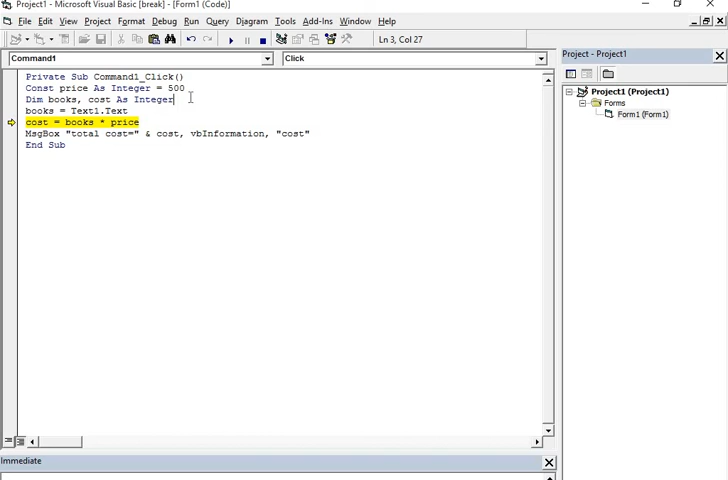 Project1 - Microsoft Visual Basic [break] - [Form1 (Code)]
File Edit View Project Format Debug Run Query Diagram Tools Add-Ins Window Help
Ln 3, Col 27
Command1 Click
Private Sub Command1_Click()
Const price As Integer = 500
Dim books, cost As Integer
books = Text1.Text
cost = books * price
MsgBox "total cost=" & cost, vbInformation, "cost"
End Sub
Project - Project1
Project1 (Project1)
Forms
Form1 (Form1)
Immediate